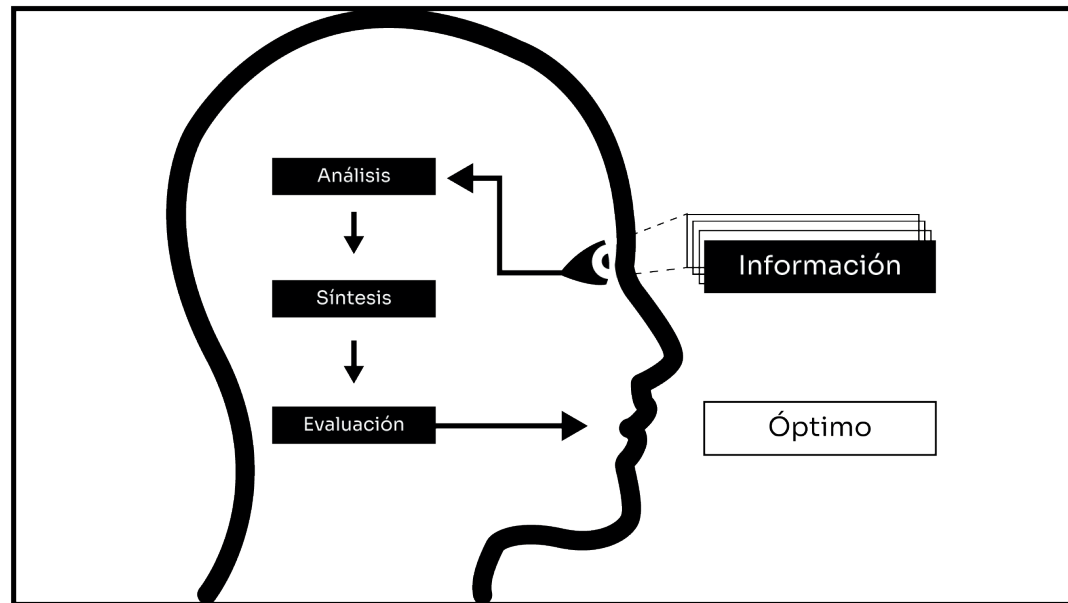 Análisis
Información
Síntesis
Evaluación
Óptimo